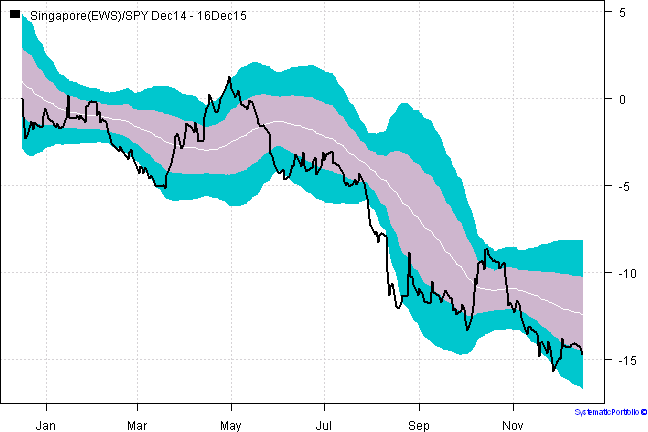 Singapore(EWS)/SPY Dec14 - 16Dec15
5
0
-5
-10
-15
Jan Mar May Jul Sep Nov
SystematicPortfolio ©